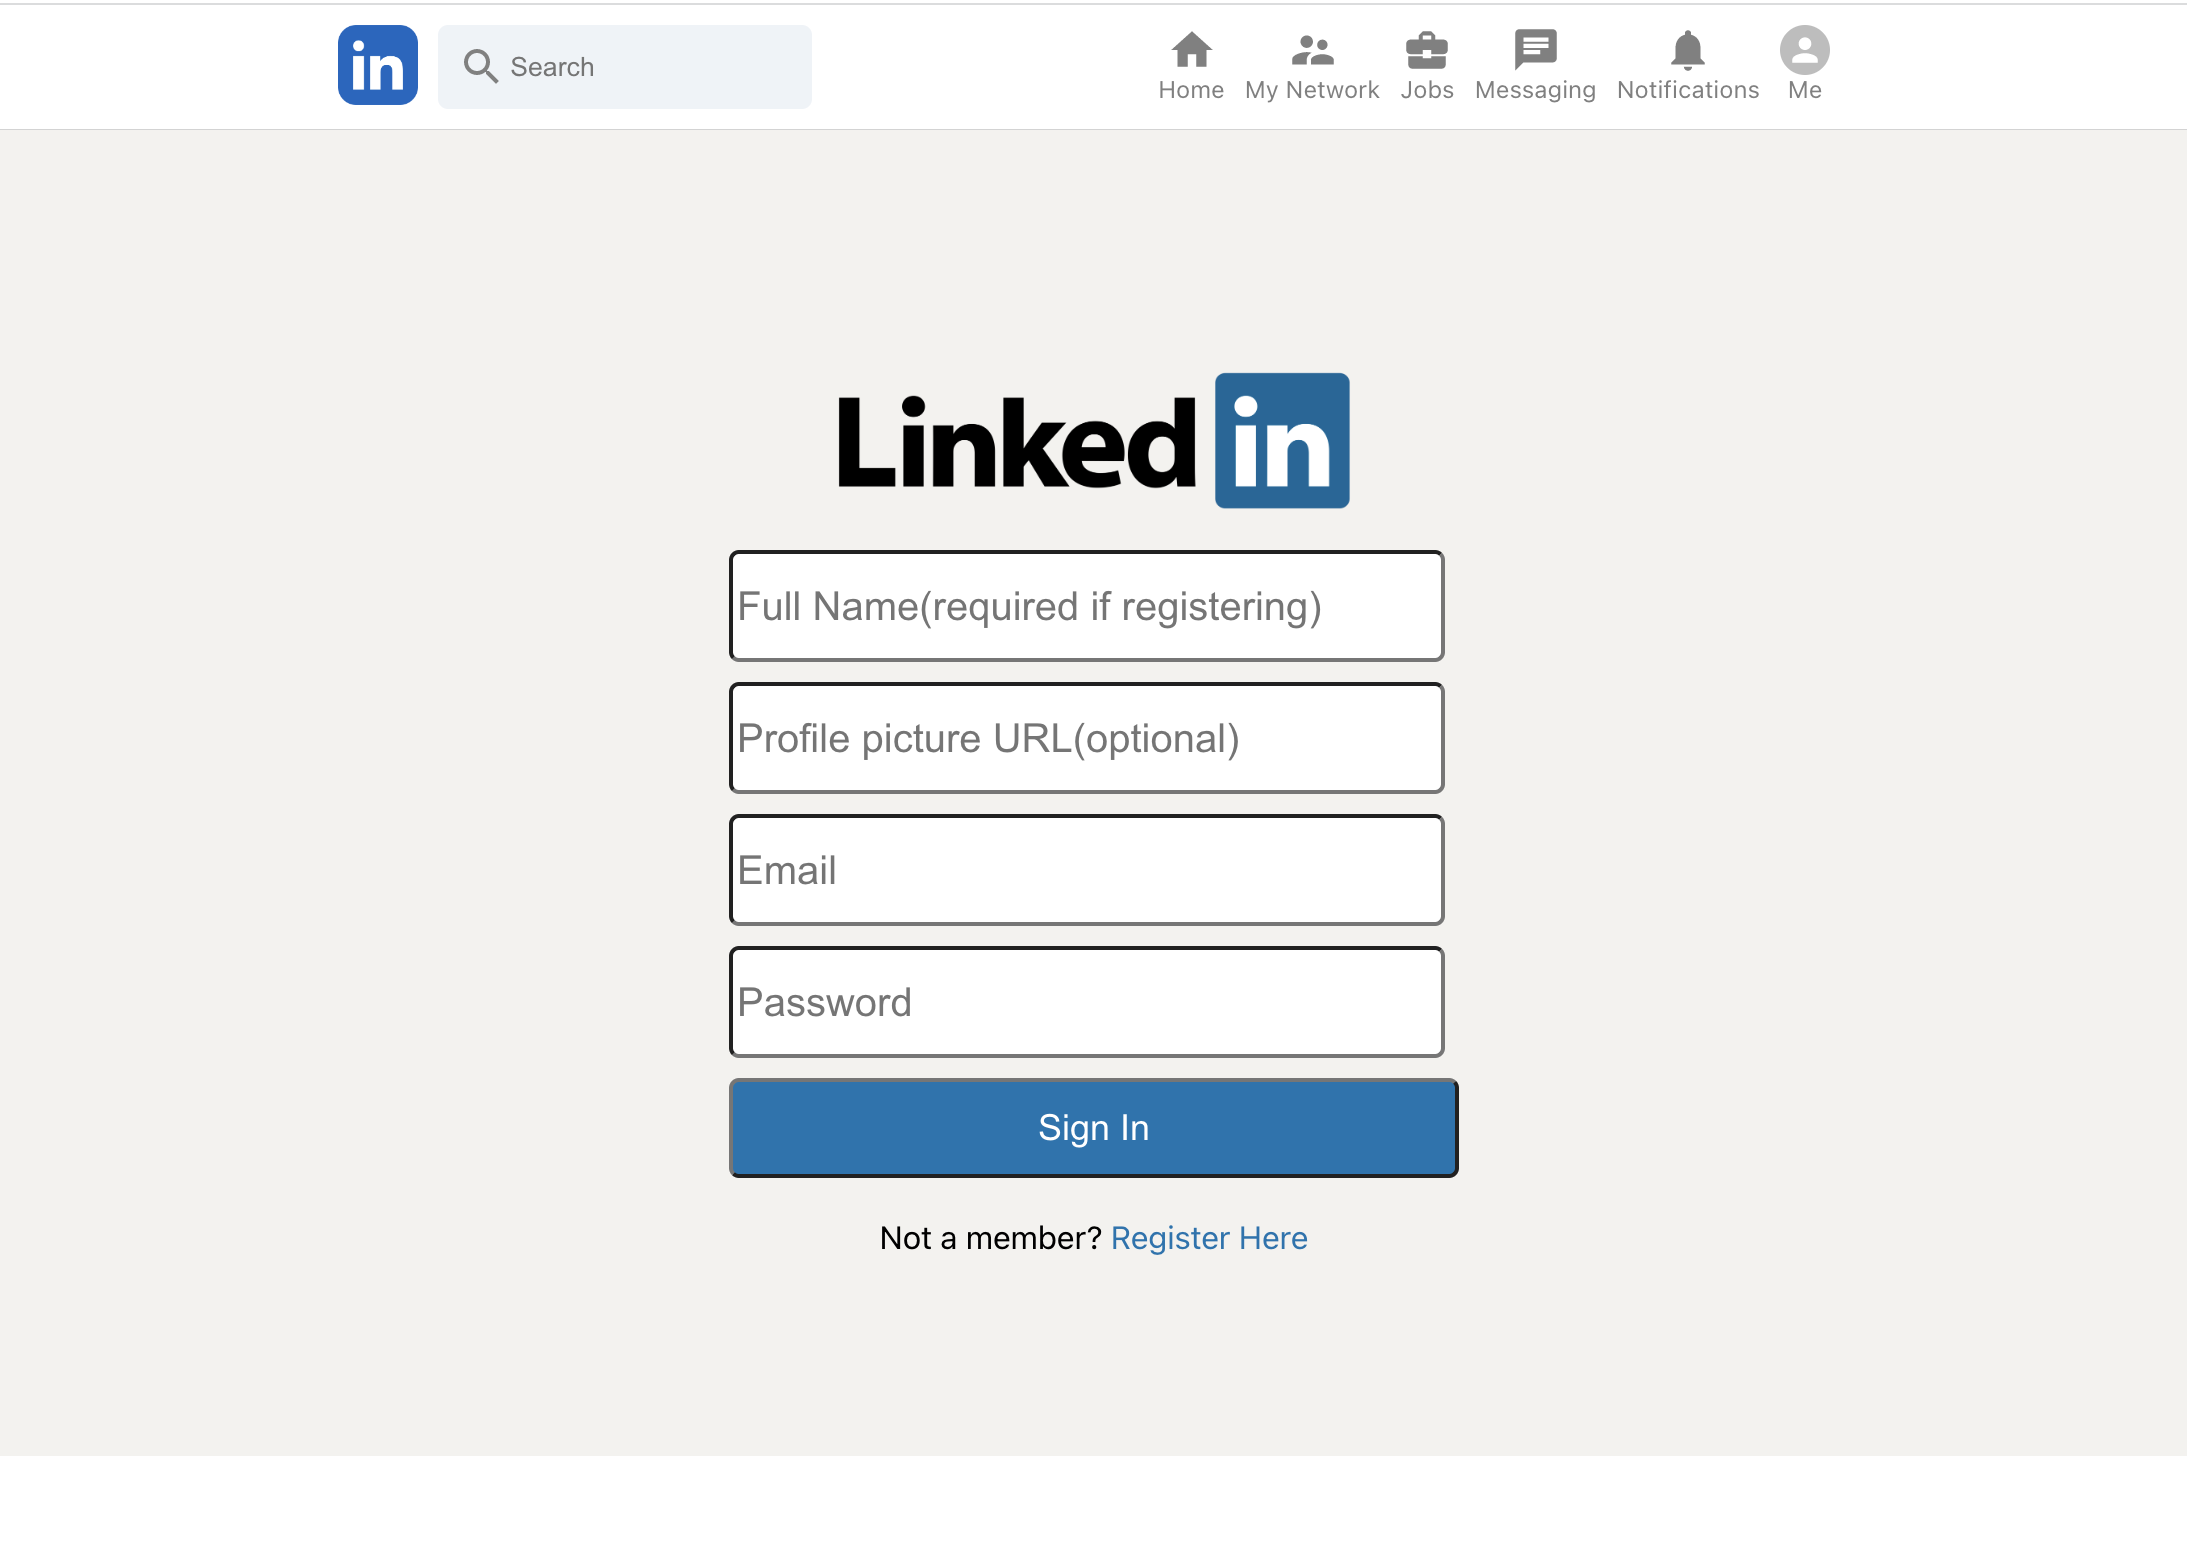 in
Search
Home
My Network
Jobs
Messaging
Notifications
Me
Linked in
Full Name(required if registering)
Profile picture URL(optional)
Email
Password
Sign In
Not a member? Register Here